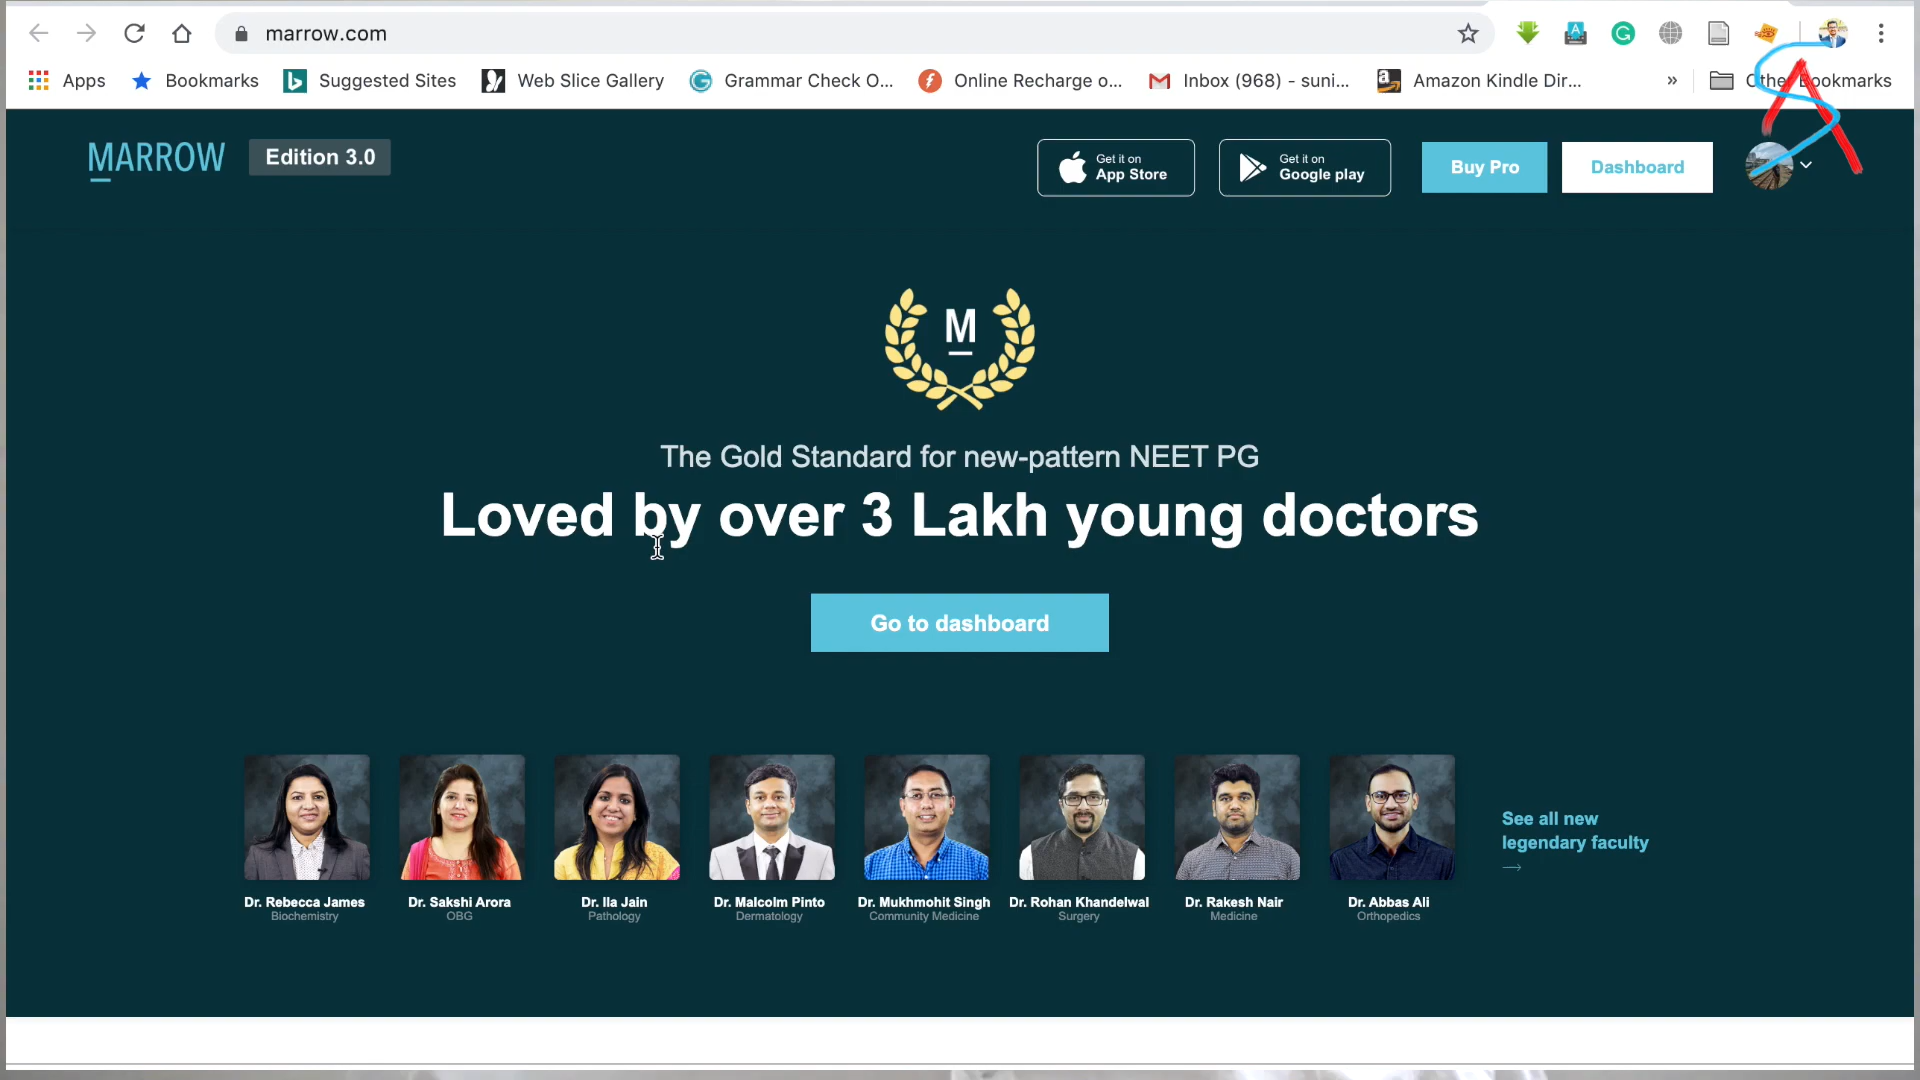 marrow.com
Apps Bookmarks Suggested Sites Web Slice Gallery Grammar Check O... Online Recharge o... Inbox (968) - suni... Amazon Kindle Dir... » Other Bookmarks
MARROW Edition 3.0
Get it on
App Store
Get it on
Google play
Buy Pro
Dashboard
M
The Gold Standard for new-pattern NEET PG
Loved by over 3 Lakh young doctors
Go to dashboard
Dr. Rebecca James
Biochemistry
Dr. Sakshi Arora
OBG
Dr. Ila Jain
Pathology
Dr. Malcolm Pinto
Dermatology
Dr. Mukhmohit Singh
Community Medicine
Dr. Rohan Khandelwal
Surgery
Dr. Rakesh Nair
Medicine
Dr. Abbas Ali
Orthopedics
See all new
legendary faculty